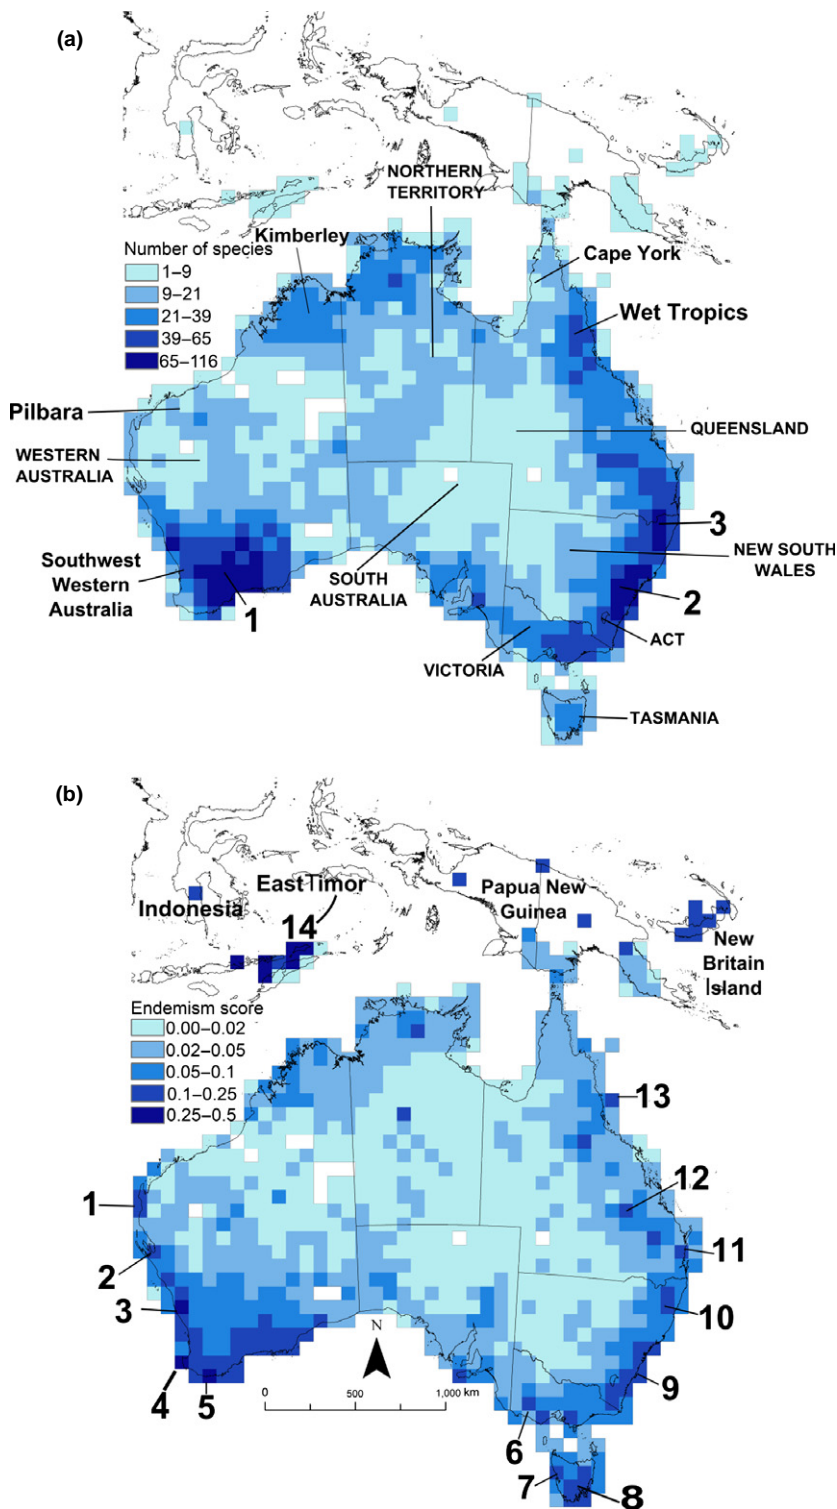 (a)
NORTHERN
TERRITORY
Number of species
Kimberley
Cape York
1–9
9–21
Wet Tropics
21–39
39–65
65–116
Pilbara
QUEENSLAND
WESTERN
AUSTRALIA
3
Southwest
Western
Australia
NEW SOUTH
WALES
SOUTH
AUSTRALIA
1
2
ACT
VICTORIA
TASMANIA
(b)
East Timor
Papua New
Guinea
Indonesia
14
New
Britain
Island
Endemism score
0.00–0.02
0.02–0.05
0.05–0.1
0.1–0.25
0.25–0.5
13
1
12
2
11
3
10
N
4
5
0 500 1,000 km
9
6
7
8